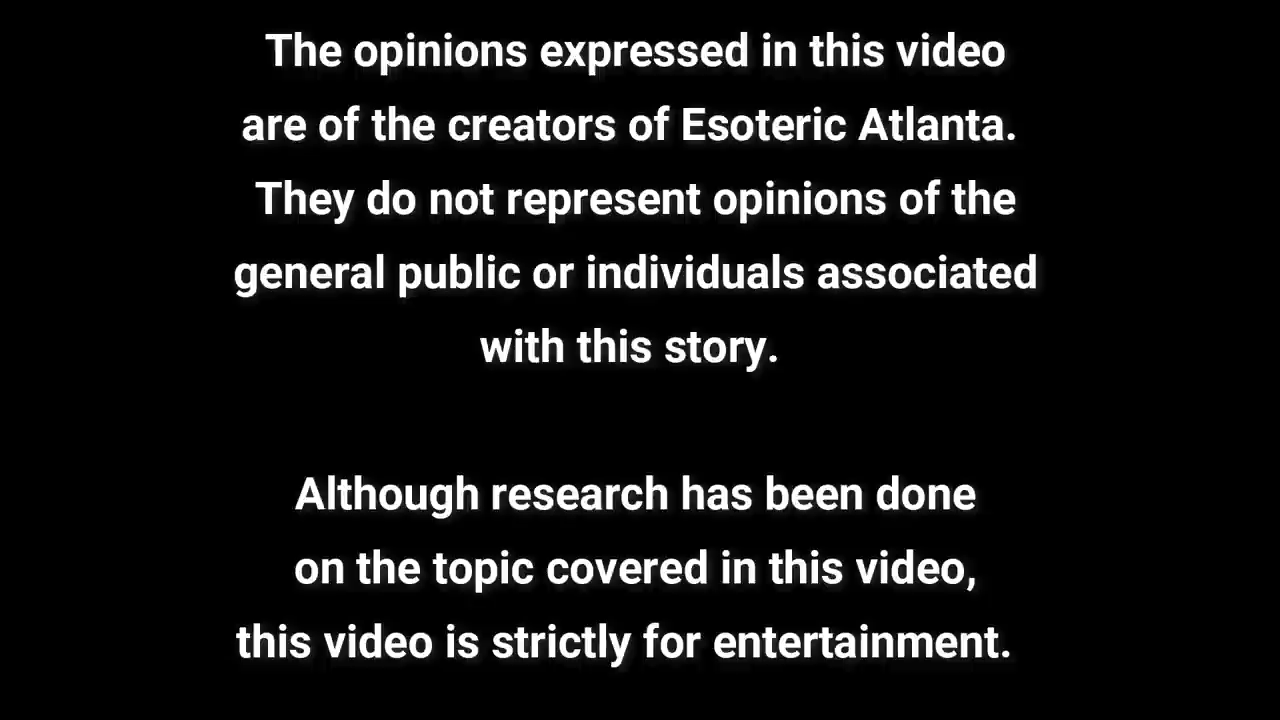 The opinions expressed in this video
are of the creators of Esoteric Atlanta.
They do not represent opinions of the
general public or individuals associated
with this story.
Although research has been done
on the topic covered in this video,
this video is strictly for entertainment.